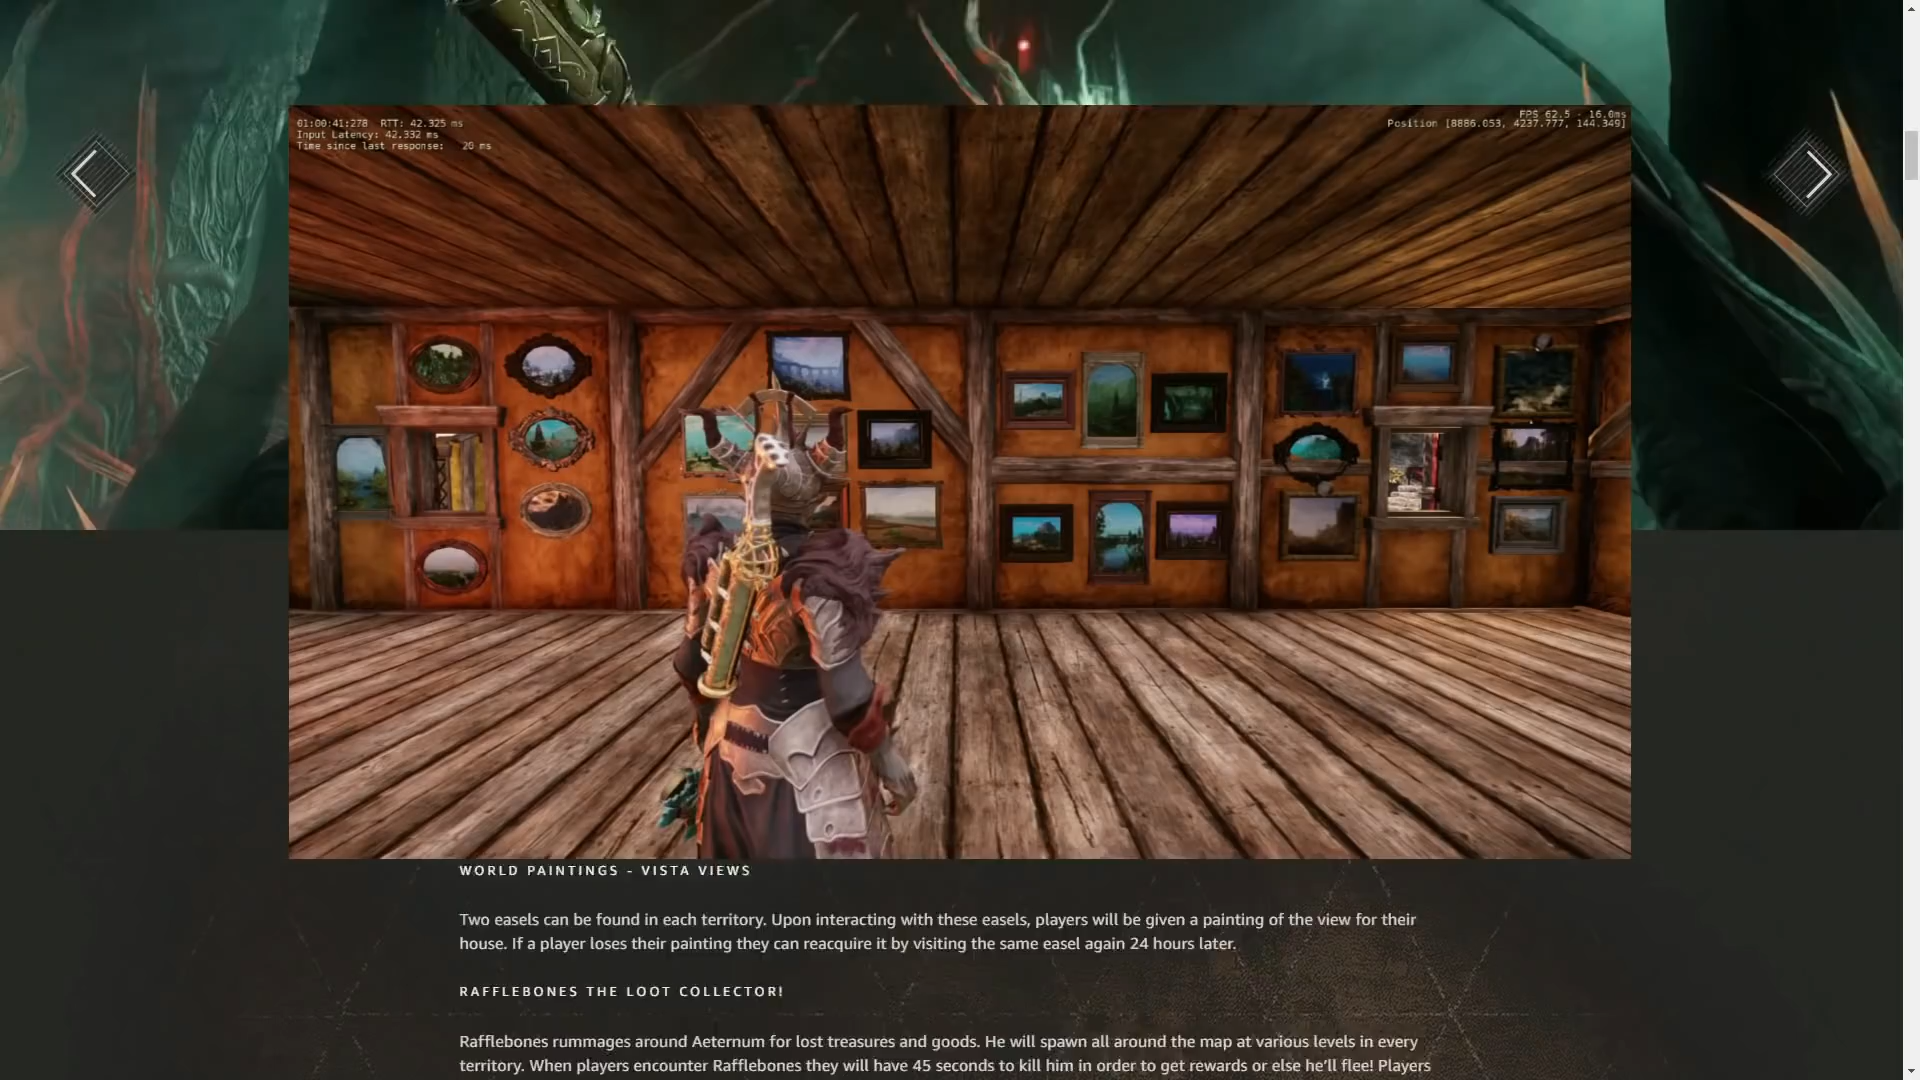 01:00:41:278 RTT: 42.325 ms
Input Latency: 42.332 ms
Time since last response: 20 ms
FPS 62.5 - 16.0ms
Position [8886.053, 4237.777, 144.349]
WORLD PAINTINGS - VISTA VIEWS
Two easels can be found in each territory. Upon interacting with these easels, players will be given a painting of the view for their
house. If a player loses their painting they can reacquire it by visiting the same easel again 24 hours later.
RAFFLEBONES THE LOOT COLLECTOR!
Rafflebones rummages around Aeternum for lost treasures and goods. He will spawn all around the map at various levels in every
territory. When players encounter Rafflebones they will have 45 seconds to kill him in order to get rewards or else he'll flee! Players